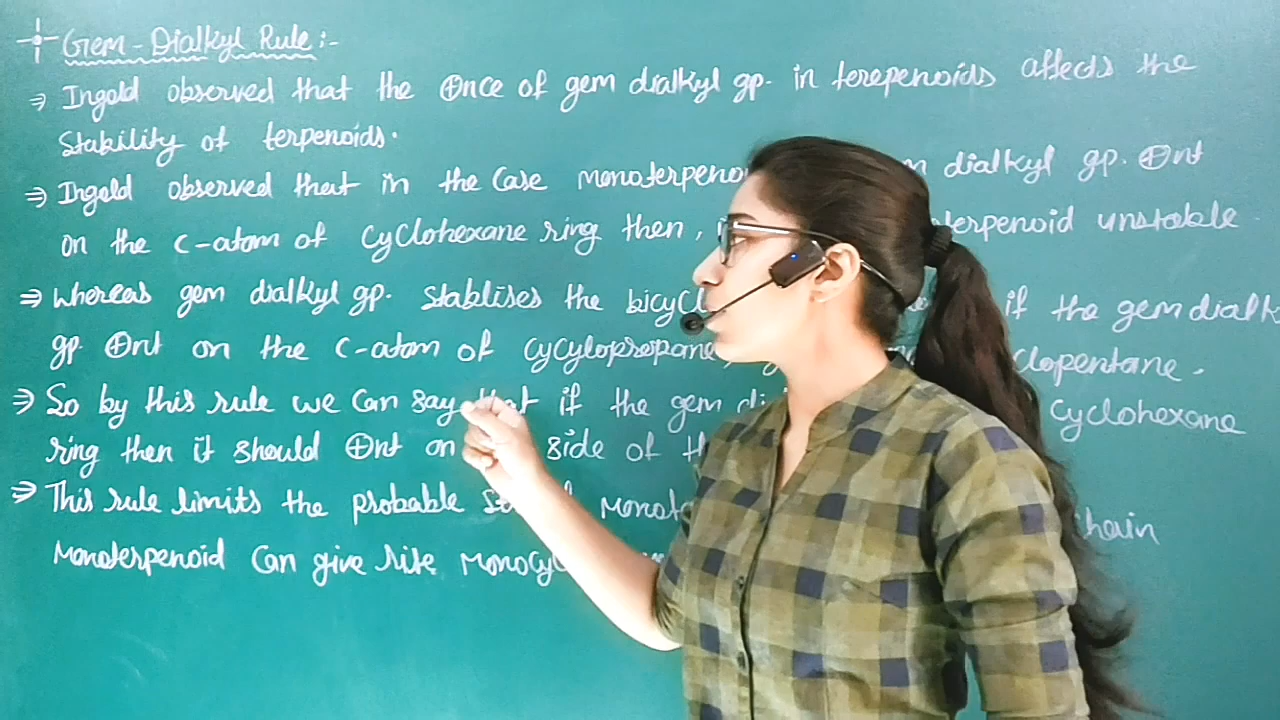 Gem-Dialkyl Rule:-
⇒ Ingold observed that the ⊕nce of gem dialkyl gp. in terepenoids affects the
Stability of terpenoids.
⇒ Ingold observed that in the Case monoterpeno dialkyl gp. ⊕nt
on the C-atom of Cyclohexane ring then, terpenoid unstable
⇒ Whereas gem dialkyl gp. Stablises the bicycl if the gem dialk
gp. ⊕nt on the C-atom of Cycylopropane, clopentane.
⇒ So by this rule we Can say that if the gem di Cyclohexane
ring then it should ⊕nt on side of th
⇒ This rule limits the probable monot chain
Monoterpenoid Can give rise Monocy